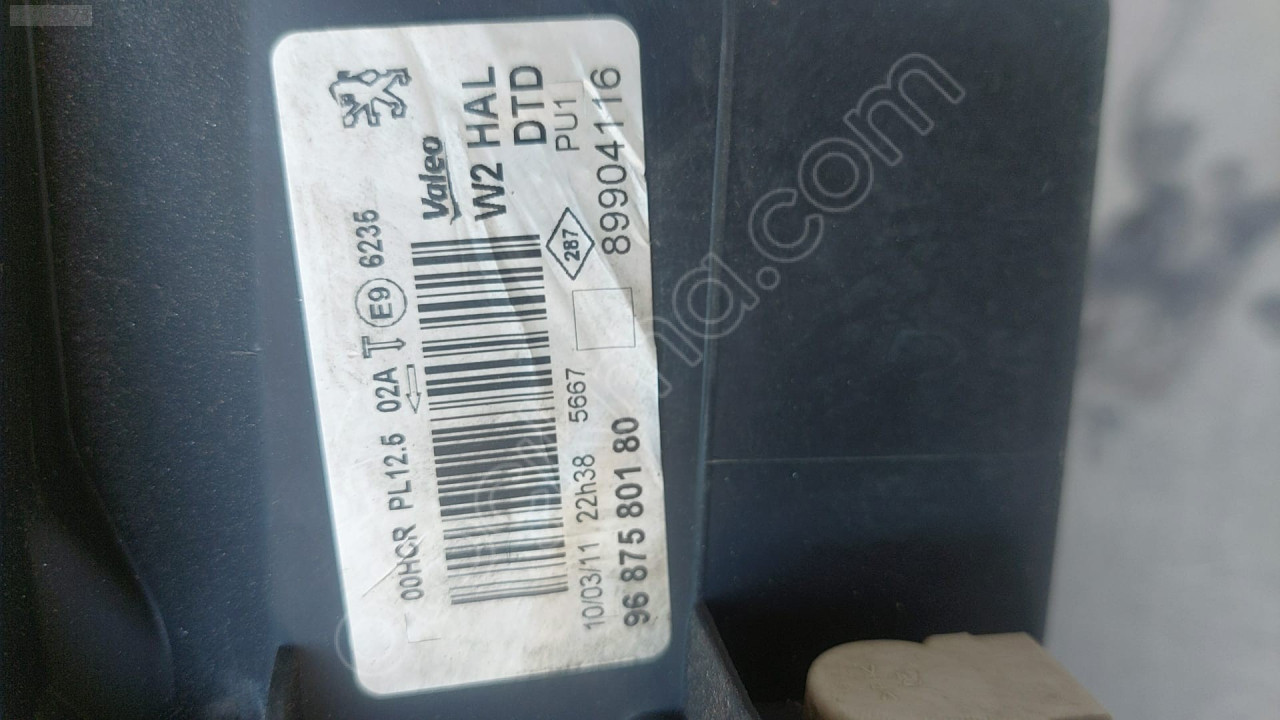 00HCR PL12.5 02A E9 6235
Valeo
W2 HAL
DTD
PU1
287
10/03/11 22h38 5667
89904116
96 875 801 80